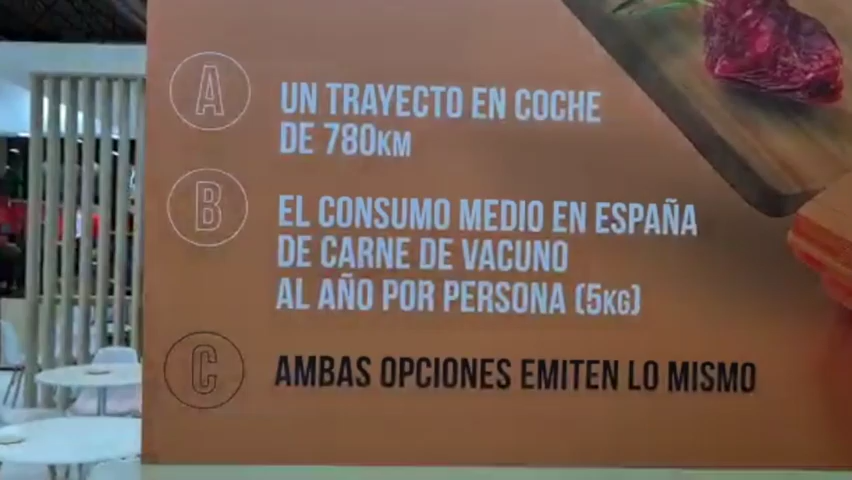 A
UN TRAYECTO EN COCHE
DE 780KM
B
EL CONSUMO MEDIO EN ESPAÑA
DE CARNE DE VACUNO
AL AÑO POR PERSONA (5KG)
C
AMBAS OPCIONES EMITEN LO MISMO